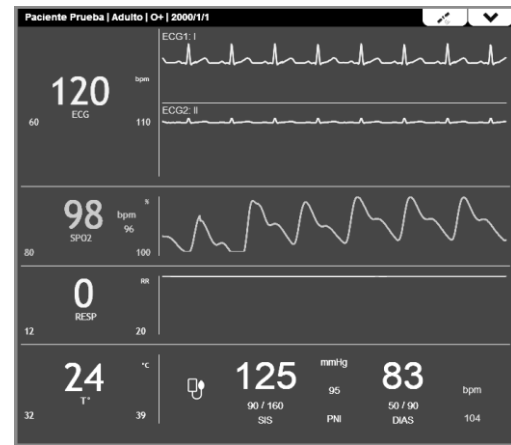 Paciente Prueba | Adulto | O+ | 2000/1/1
ECG1: I
120 bpm
ECG
60 110
ECG2: II
98 bpm %
SPO2 96
80 100
0 RR
RESP
12 20
24 °C
T°
32 39
125 mmHg 83
95 bpm
90 / 160 50 / 90
SIS PNI DIAS 104